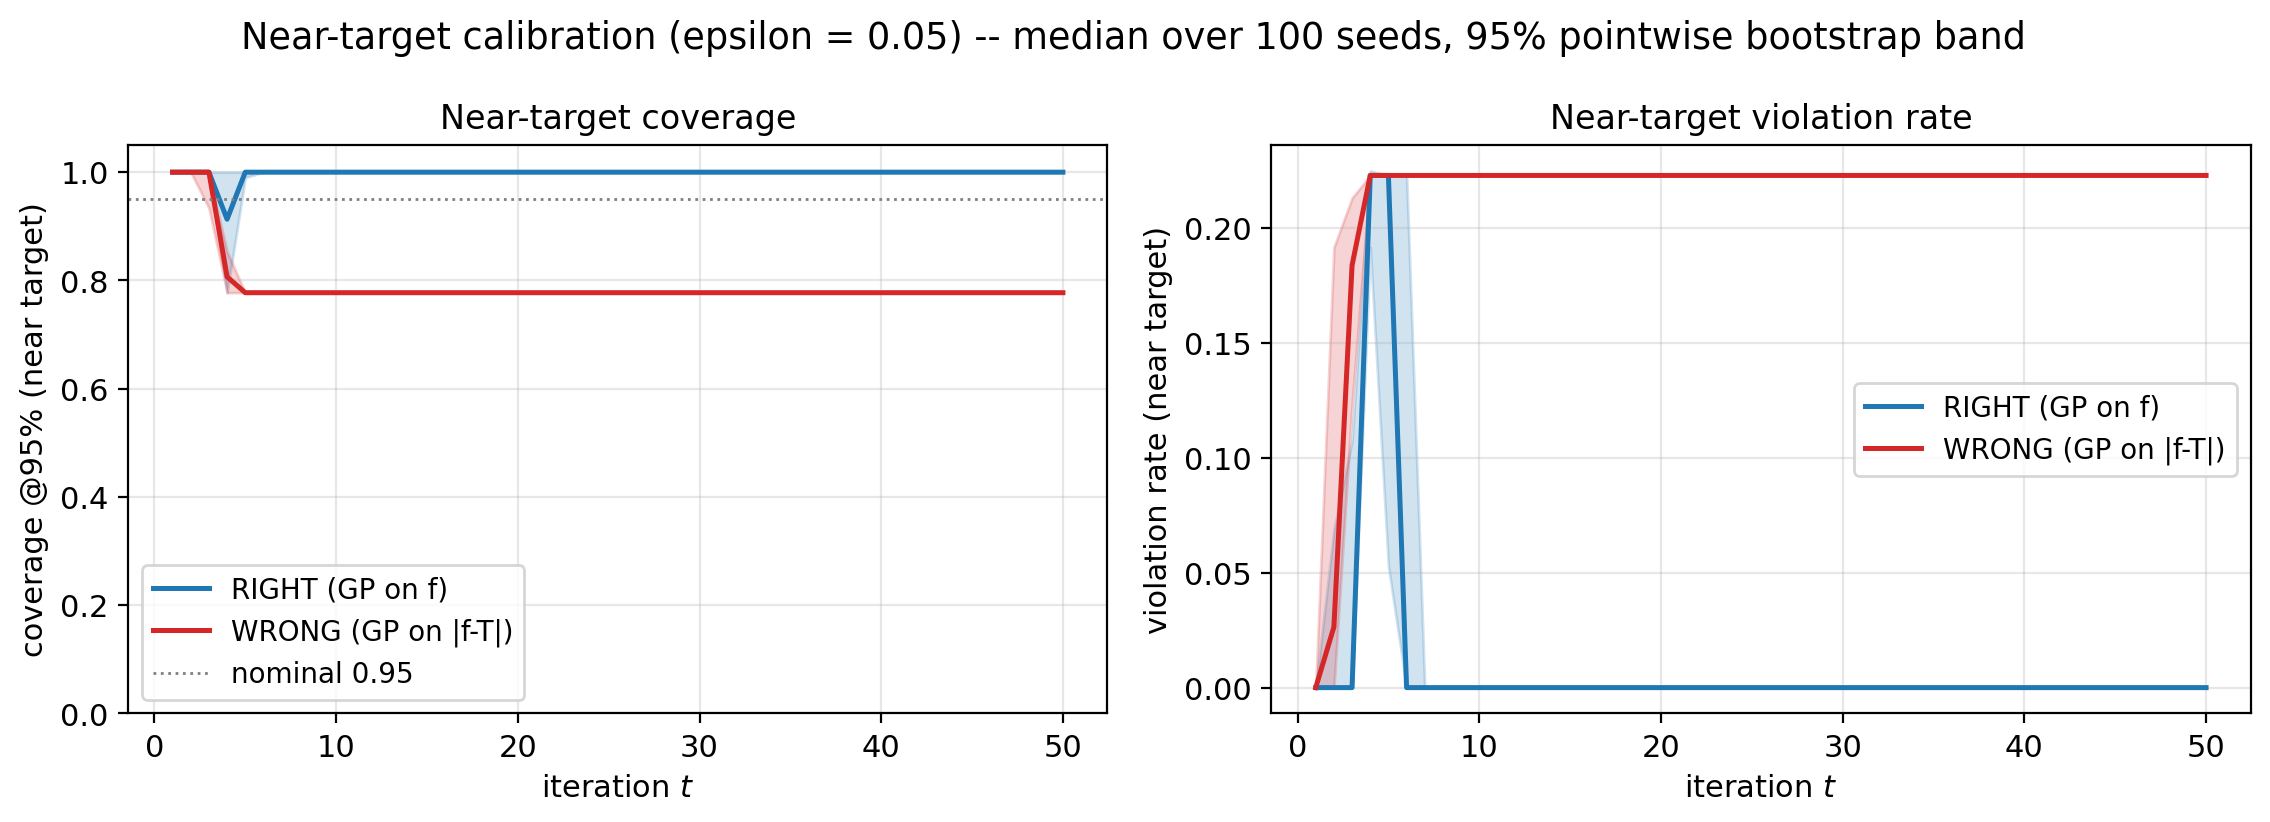 Near-target calibration (epsilon = 0.05) -- median over 100 seeds, 95% pointwise bootstrap band
Near-target coverage
coverage @95% (near target)
1.0
0.8
0.6
0.4
0.2
0.0
RIGHT (GP on f)
WRONG (GP on |f-T|)
nominal 0.95
0 10 20 30 40 50
iteration t
Near-target violation rate
violation rate (near target)
0.20
0.15
0.10
0.05
0.00
RIGHT (GP on f)
WRONG (GP on |f-T|)
0 10 20 30 40 50
iteration t